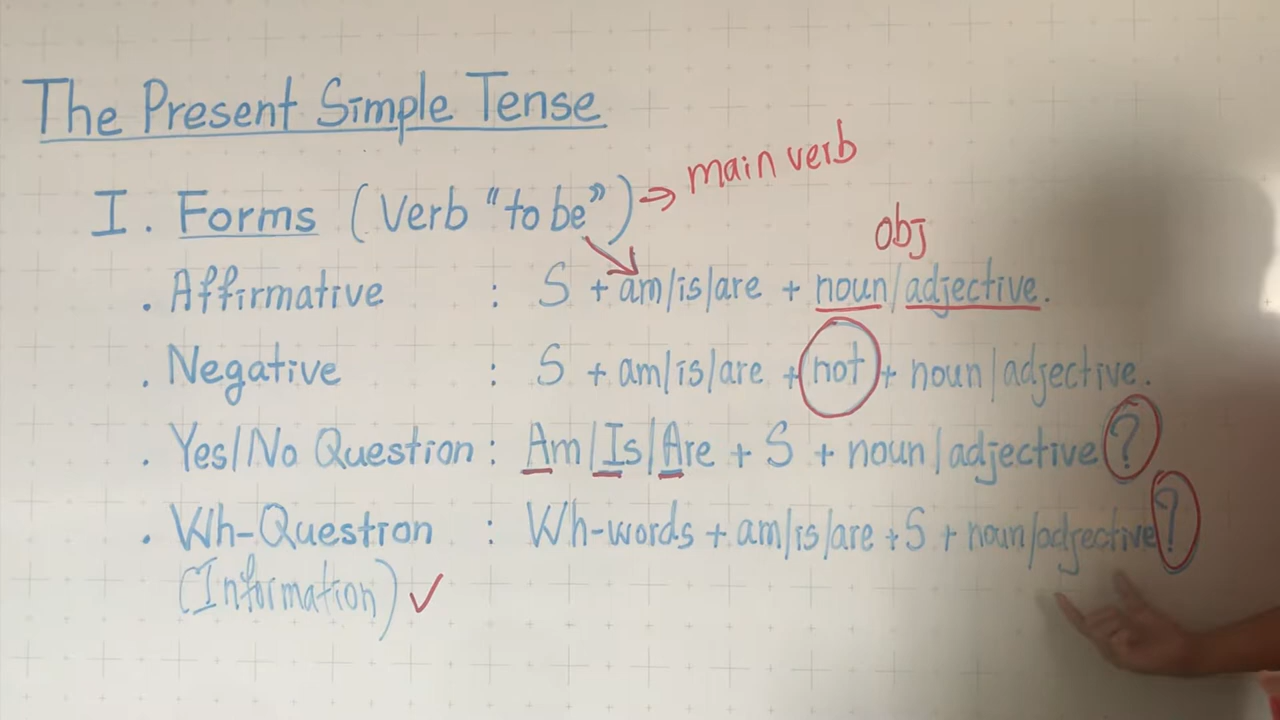 The Present Simple Tense
I. Forms (Verb "to be") → main verb
obj
. Affirmative : S + am/is/are + noun/adjective.
. Negative : S + am/is/are + not + noun/adjective.
. Yes/No Question : Am/Is/Are + S + noun/adjective?
. Wh-Question : Wh-words + am/is/are + S + noun/adjective?
(Information) ✓